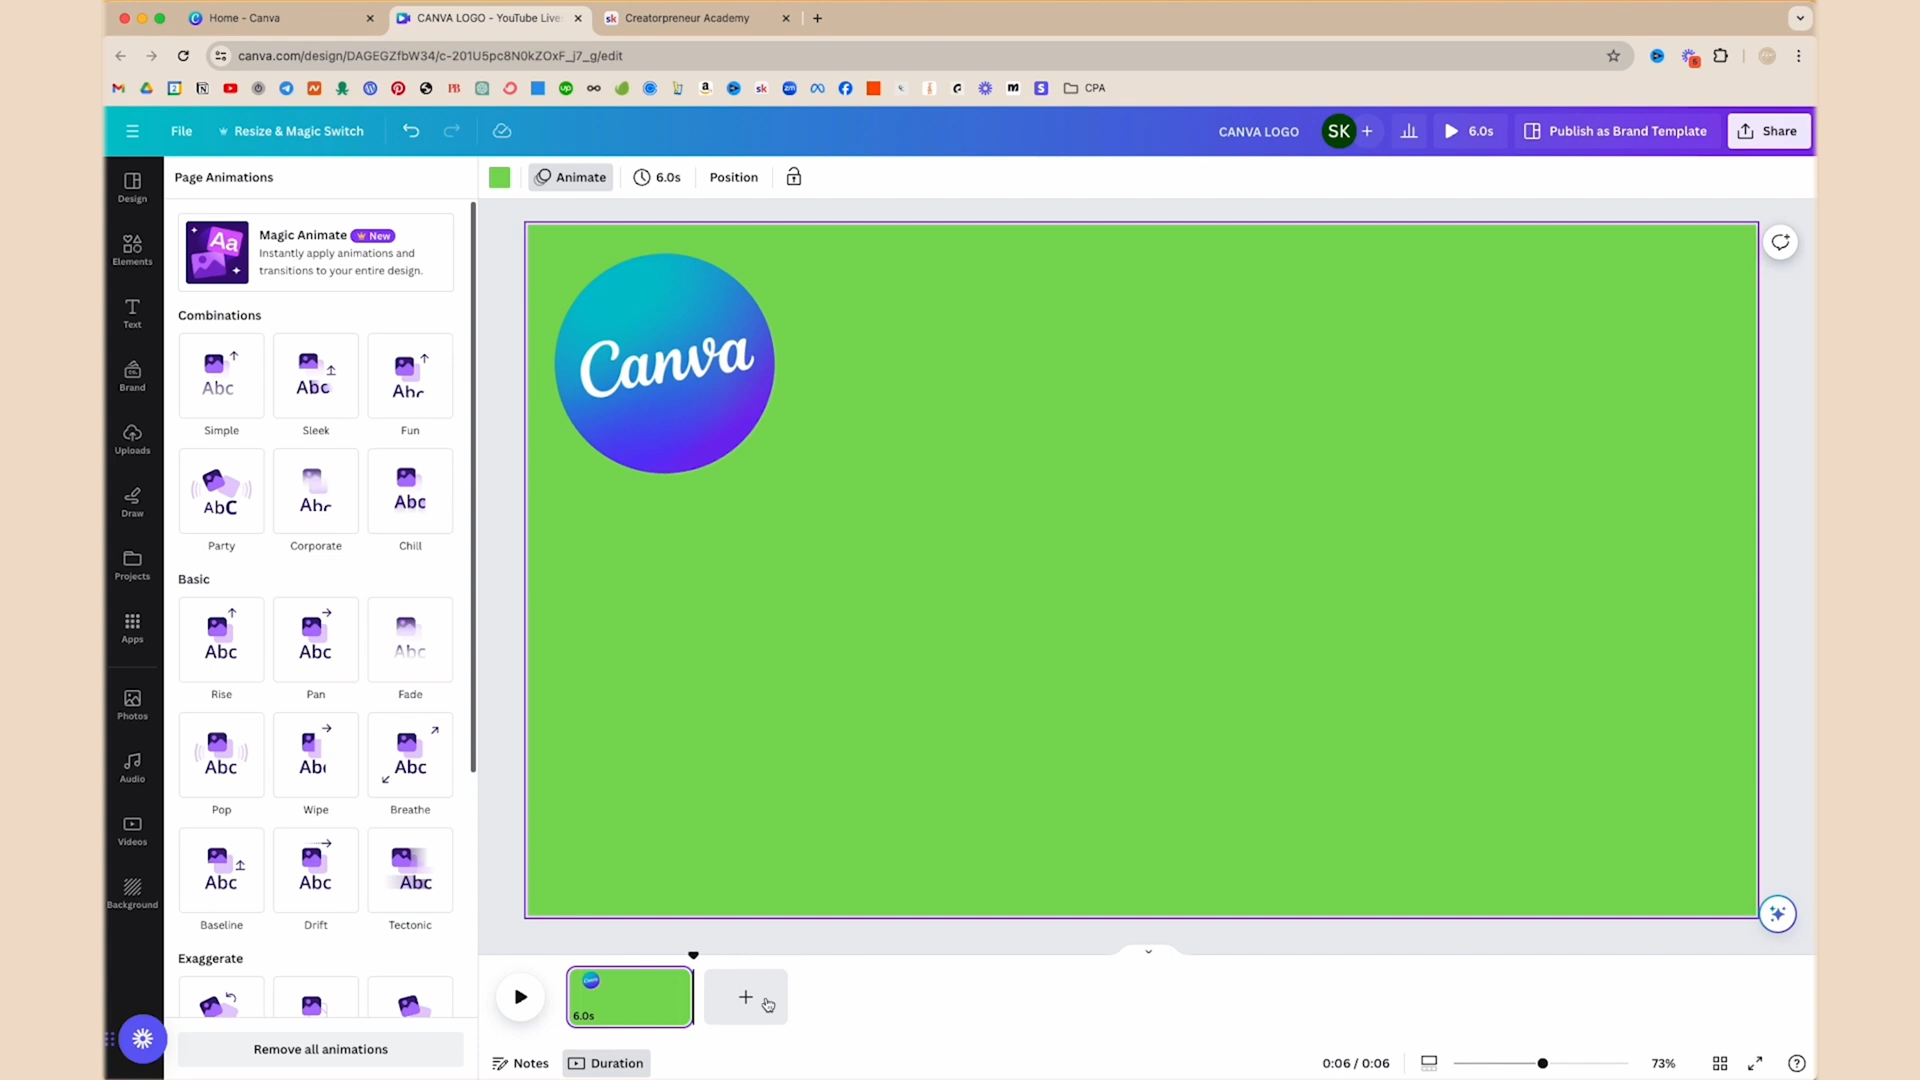 Home - Canva
CANVA LOGO - YouTube Live
Creatorpreneur Academy
canva.com/design/DAGEGZfbW34/c-201U5pc8N0kZOxF_j7_g/edit
CPA
File
Resize & Magic Switch
CANVA LOGO
SK
6.0s
Publish as Brand Template
Share
Page Animations
Animate
6.0s
Position
Design
Elements
Text
Brand
Uploads
Draw
Projects
Apps
Photos
Audio
Videos
Background
Aa
Magic Animate New
Instantly apply animations and
transitions to your entire design.
Combinations
Abc Abc Abc
Simple Sleek Fun
AbC Abc Abc
Party Corporate Chill
Basic
Abc Abc Abc
Rise Pan Fade
Abc Abc Abc
Pop Wipe Breathe
Abc Abc Abc
Baseline Drift Tectonic
Exaggerate
Remove all animations
Canva
Canva
6.0s
Notes
Duration
0:06 / 0:06
73%